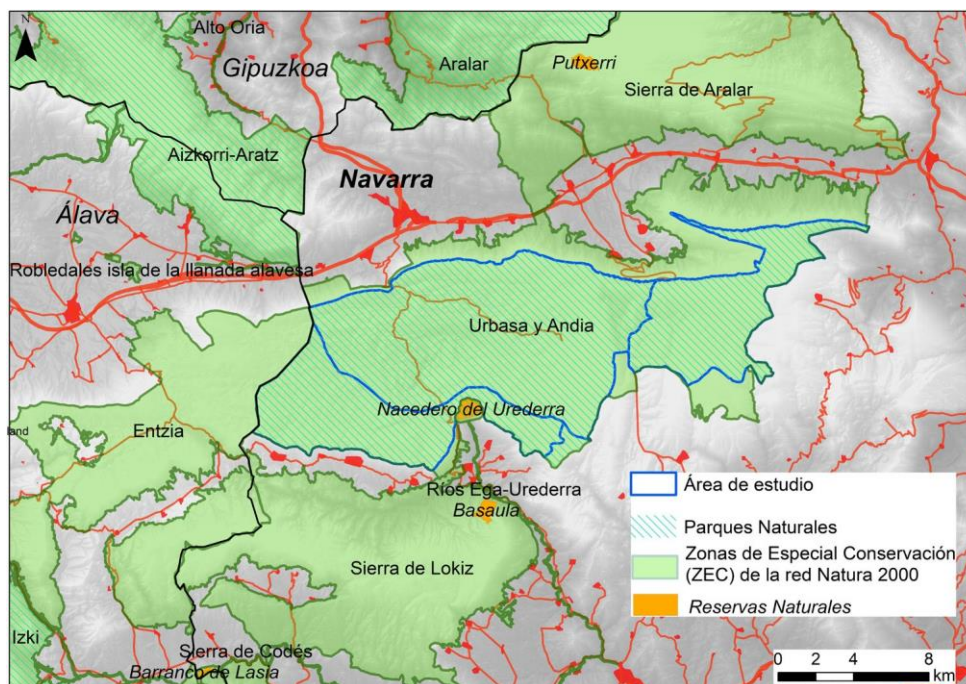 N
Alto Oria
Gipuzkoa
Aralar
Putxerri
Sierra de Aralar
Aizkorri-Aratz
Navarra
Álava
Robledales isla de la llanada alavesa
Urbasa y Andia
Nacedero del Urederra
Entzia
land
Ríos Ega-Urederra
Basaula
Sierra de Lokiz
Izki
Sierra de Codés
Barranco de Lasia
Área de estudio
Parques Naturales
Zonas de Especial Conservación
(ZEC) de la red Natura 2000
Reservas Naturales
0 2 4 8
km